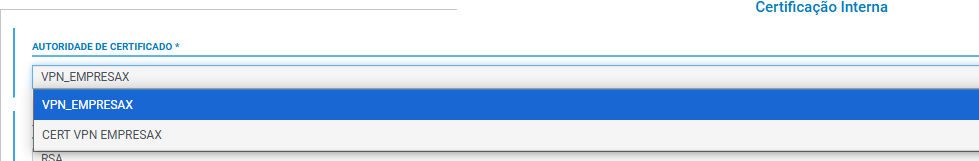 Certificação Interna
AUTORIDADE DE CERTIFICADO *
VPN_EMPRESAX
VPN_EMPRESAX
CERT VPN EMPRESAX
RSA